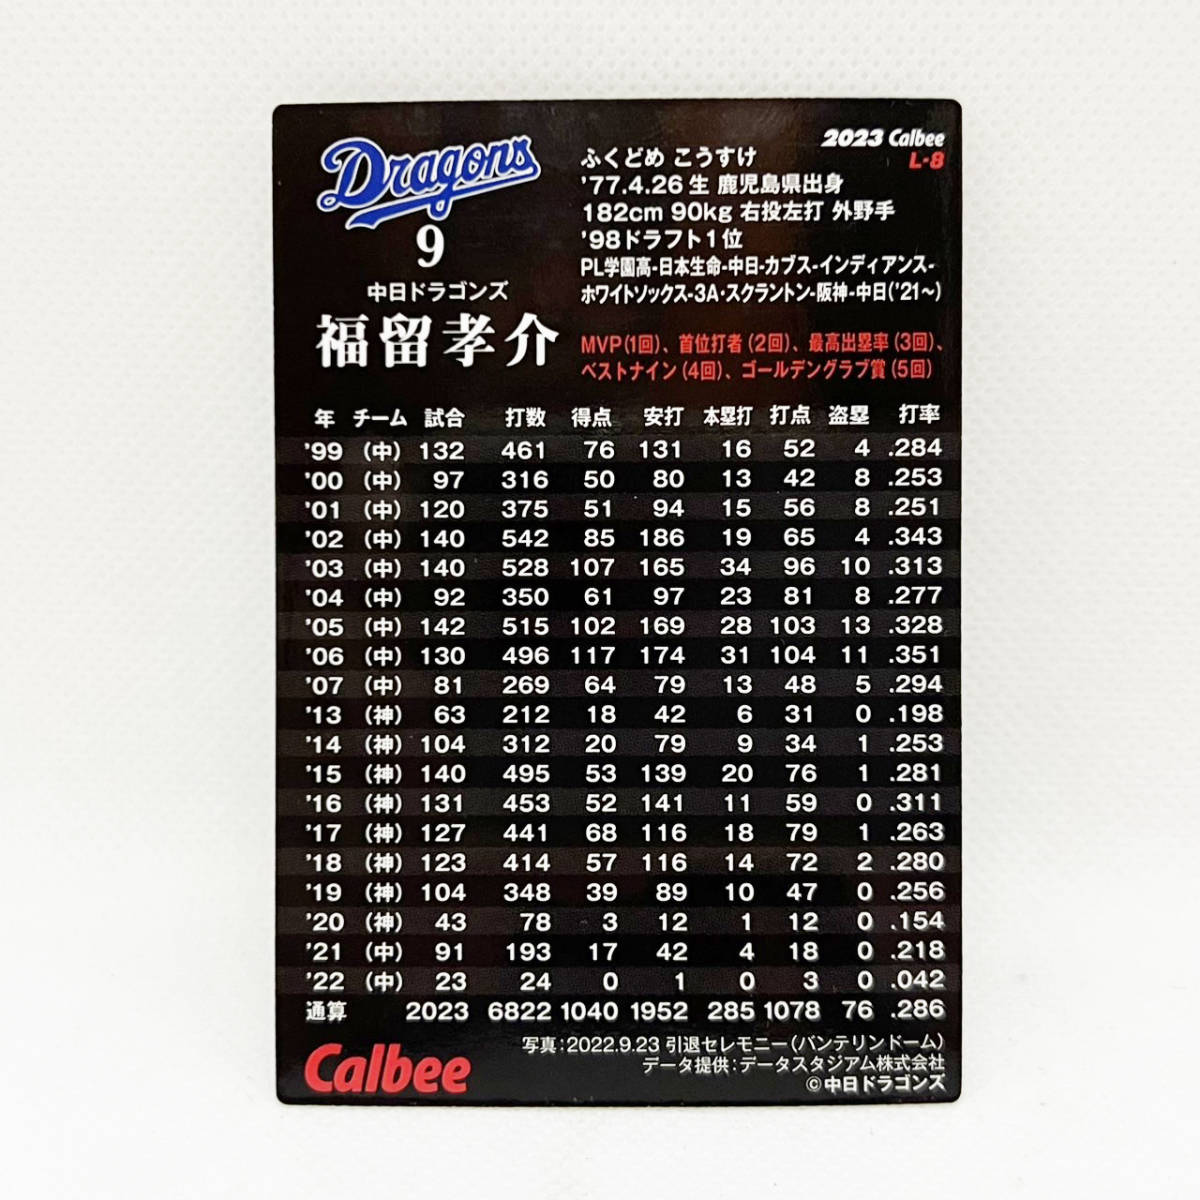 2023 Calbee
L-8
Dragons
9
中日ドラゴンズ
福留孝介
ふくどめ こうすけ
'77.4.26生 鹿児島県出身
182cm 90kg 右投左打 外野手
'98ドラフト1位
PL学園高-日本生命-中日-カブス-インディアンス-
ホワイトソックス-3A・スクラントン-阪神-中日('21〜)
MVP(1回)、首位打者(2回)、最高出塁率(3回)、
ベストナイン(4回)、ゴールデングラブ賞(5回)
年 チーム 試合 打数 得点 安打 本塁打 打点 盗塁 打率
'99 (中) 132 461 76 131 16 52 4 .284
'00 (中) 97 316 50 80 13 42 8 .253
'01 (中) 120 375 51 94 15 56 8 .251
'02 (中) 140 542 85 186 19 65 4 .343
'03 (中) 140 528 107 165 34 96 10 .313
'04 (中) 92 350 61 97 23 81 8 .277
'05 (中) 142 515 102 169 28 103 13 .328
'06 (中) 130 496 117 174 31 104 11 .351
'07 (中) 81 269 64 79 13 48 5 .294
'13 (神) 63 212 18 42 6 31 0 .198
'14 (神) 104 312 20 79 9 34 1 .253
'15 (神) 140 495 53 139 20 76 1 .281
'16 (神) 131 453 52 141 11 59 0 .311
'17 (神) 127 441 68 116 18 79 1 .263
'18 (神) 123 414 57 116 14 72 2 .280
'19 (神) 104 348 39 89 10 47 0 .256
'20 (神) 43 78 3 12 1 12 0 .154
'21 (中) 91 193 17 42 4 18 0 .218
'22 (中) 23 24 0 1 0 3 0 .042
通算 2023 6822 1040 1952 285 1078 76 .286
Calbee
写真:2022.9.23 引退セレモニー(バンテリンドーム)
データ提供:データスタジアム株式会社
©中日ドラゴンズ